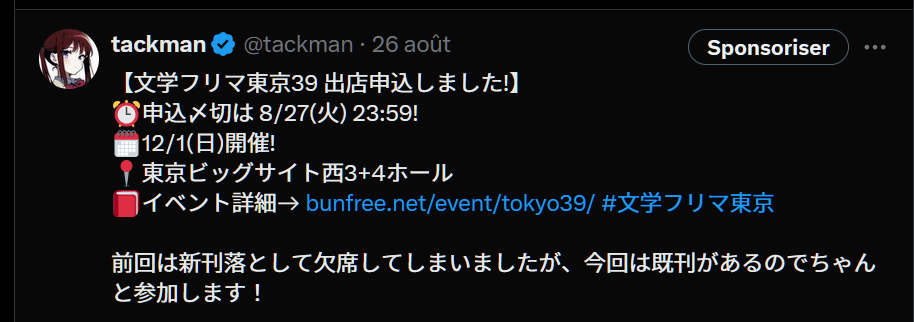 tackman @tackman · 26 août
Sponsoriser
【文学フリマ東京39 出店申込しました!】
⏰申込〆切は 8/27(火) 23:59!
🗓️12/1(日)開催!
📍東京ビッグサイト西3+4ホール
📕イベント詳細→ bunfree.net/event/tokyo39/ #文学フリマ東京
前回は新刊落として欠席してしまいましたが、今回は既刊があるのでちゃん
と参加します！